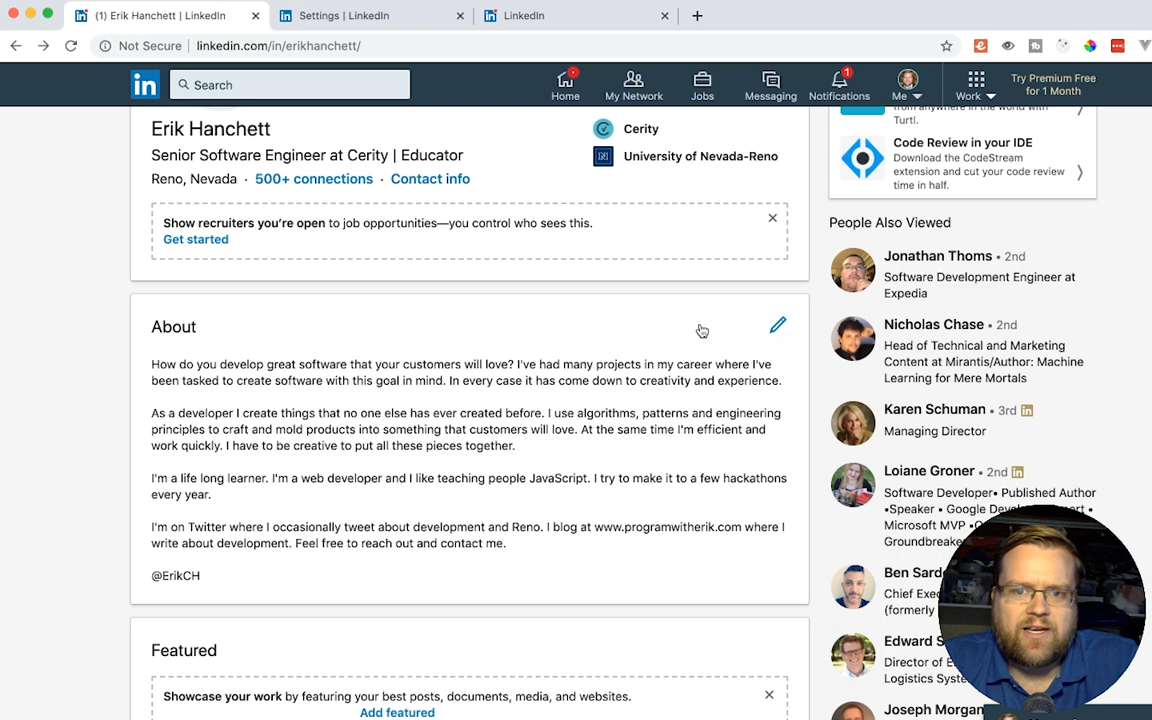 (1) Erik Hanchett | LinkedIn
Settings | LinkedIn
LinkedIn
Not Secure
linkedin.com/in/erikhanchett/
Search
Home
My Network
Jobs
Messaging
1
Notifications
Me
Work
Try Premium Free
for 1 Month
Erik Hanchett
Senior Software Engineer at Cerity | Educator
Reno, Nevada · 500+ connections · Contact info
Cerity
University of Nevada-Reno
Show recruiters you're open to job opportunities—you control who sees this.
Get started
About
How do you develop great software that your customers will love? I've had many projects in my career where I've
been tasked to create software with this goal in mind. In every case it has come down to creativity and experience.
As a developer I create things that no one else has ever created before. I use algorithms, patterns and engineering
principles to craft and mold products into something that customers will love. At the same time I'm efficient and
work quickly. I have to be creative to put all these pieces together.
I'm a life long learner. I'm a web developer and I like teaching people JavaScript. I try to make it to a few hackathons
every year.
I'm on Twitter where I occasionally tweet about development and Reno. I blog at www.programwitherik.com where I
write about development. Feel free to reach out and contact me.
@ErikCH
Featured
Showcase your work by featuring your best posts, documents, media, and websites.
Add featured
from anywhere in the world with
Turtl.
Code Review in your IDE
Download the CodeStream
extension and cut your code review
time in half.
People Also Viewed
Jonathan Thoms • 2nd
Software Development Engineer at
Expedia
Nicholas Chase • 2nd
Head of Technical and Marketing
Content at Mirantis/Author: Machine
Learning for Mere Mortals
Karen Schuman • 3rd in
Managing Director
Loiane Groner • 2nd in
Software Developer• Published Author
•Speaker • Google Deve
Microsoft MVP
Groundbreake
Ben Sard
Chief Exec
(formerly
Edward S
Director of E
Logistics Syste
Joseph Morgan